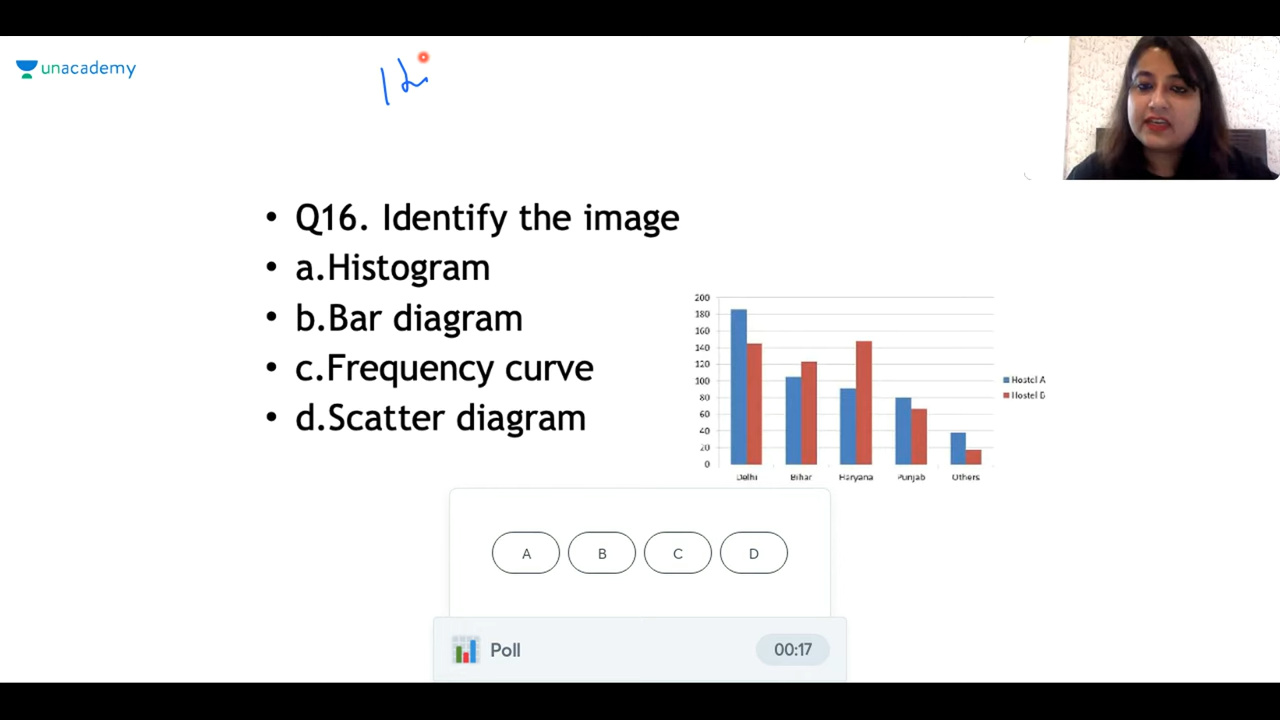 unacademy
• Q16. Identify the image
• a.Histogram
• b.Bar diagram
• c.Frequency curve
• d.Scatter diagram
200
180
160
140
120
100
80
60
40
20
0
Delhi Bihar Haryana Punjab Others
Hostel A
Hostel B
A B C D
Poll 00:17